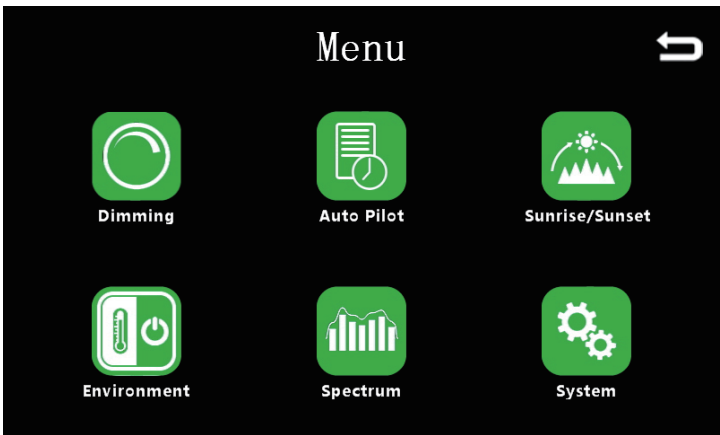 Menu
Dimming
Auto Pilot
Sunrise/Sunset
Environment
Spectrum
System